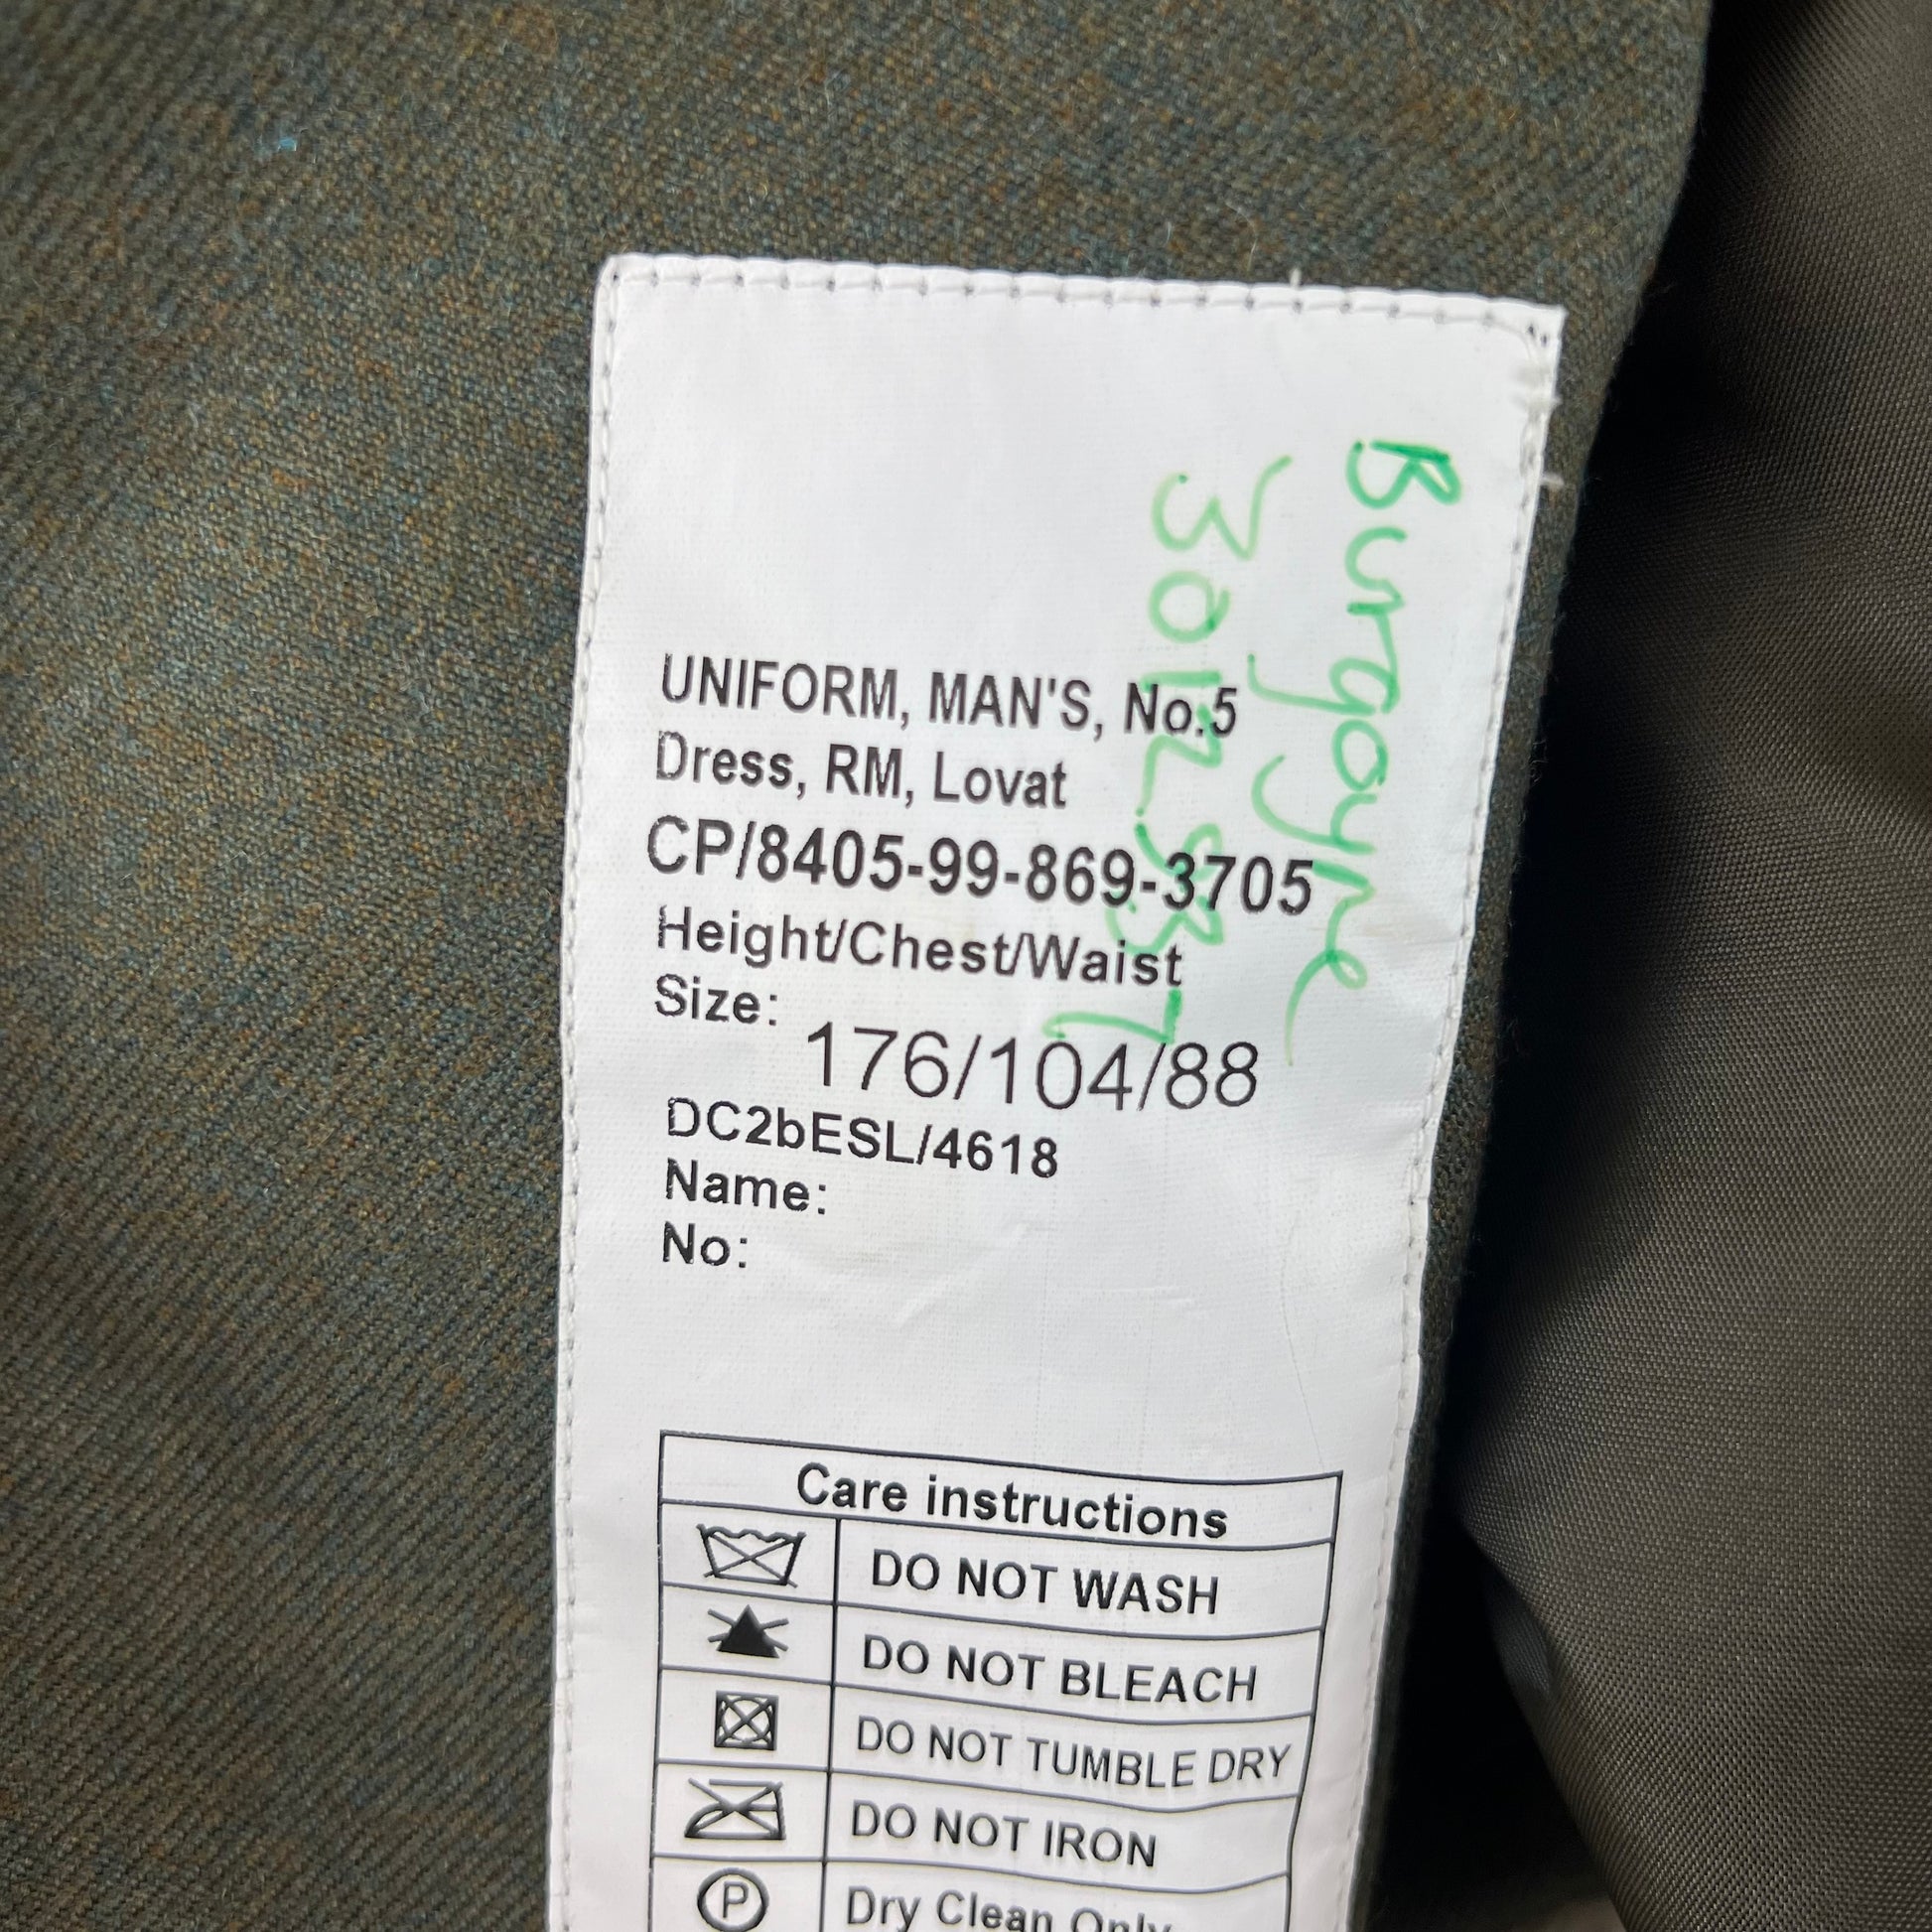 Burgoyne
30125837
UNIFORM, MAN'S, No.5
Dress, RM, Lovat
CP/8405-99-869-3705
Height/Chest/Waist
Size:
176/104/88
DC2bESL/4618
Name:
No:
Care instructions
DO NOT WASH
DO NOT BLEACH
DO NOT TUMBLE DRY
DO NOT IRON
P
Dry Clean Only